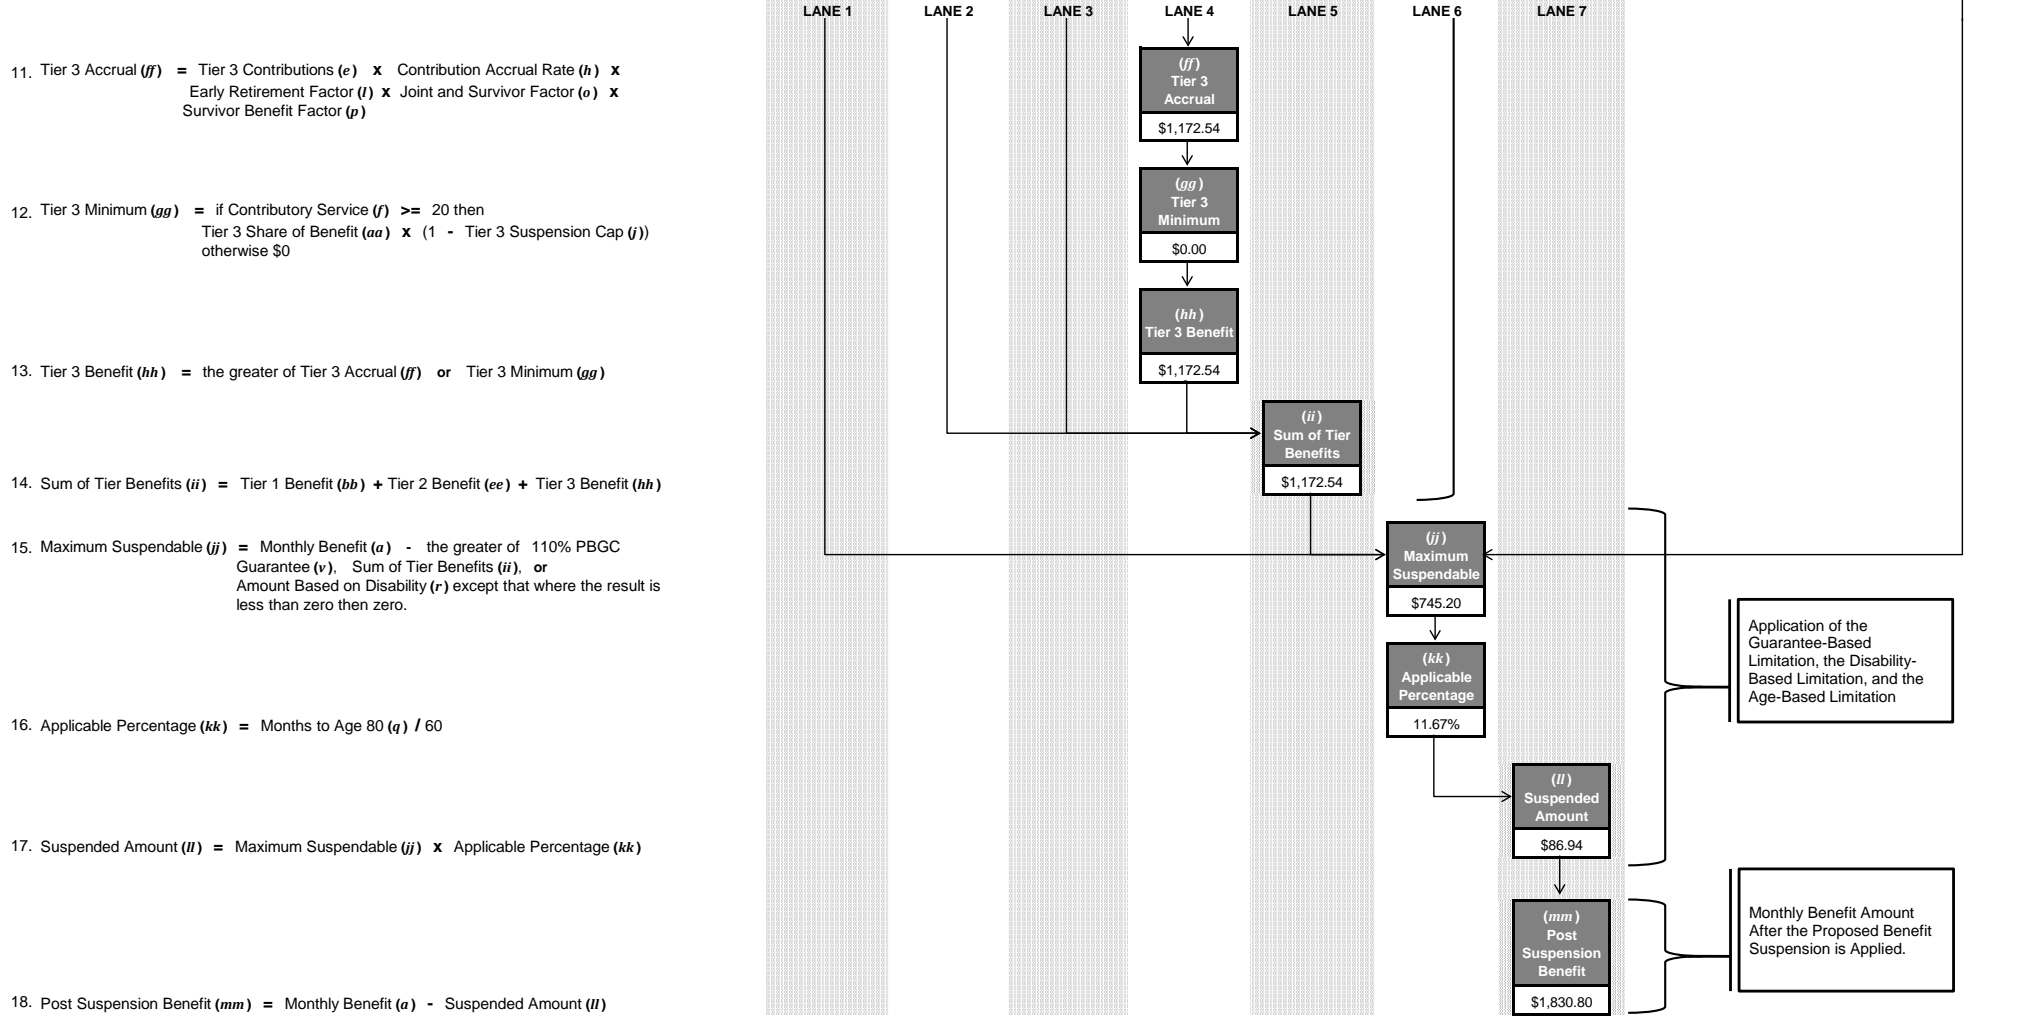 LANE 1 LANE 2 LANE 3 LANE 4 LANE 5 LANE 6 LANE 7
11. Tier 3 Accrual (ff) = Tier 3 Contributions (e) x Contribution Accrual Rate (h) x
Early Retirement Factor (l) x Joint and Survivor Factor (o) x
Survivor Benefit Factor (p)
(ff)
Tier 3
Accrual
$1,172.54
12. Tier 3 Minimum (gg) = if Contributory Service (f) >= 20 then
Tier 3 Share of Benefit (aa) x (1 - Tier 3 Suspension Cap (j))
otherwise $0
(gg)
Tier 3
Minimum
$0.00
13. Tier 3 Benefit (hh) = the greater of Tier 3 Accrual (ff) or Tier 3 Minimum (gg)
(hh)
Tier 3 Benefit
$1,172.54
14. Sum of Tier Benefits (ii) = Tier 1 Benefit (bb) + Tier 2 Benefit (ee) + Tier 3 Benefit (hh)
(ii)
Sum of Tier
Benefits
$1,172.54
15. Maximum Suspendable (jj) = Monthly Benefit (a) - the greater of 110% PBGC
Guarantee (v), Sum of Tier Benefits (ii), or
Amount Based on Disability (r) except that where the result is
less than zero then zero.
(jj)
Maximum
Suspendable
$745.20
Application of the
Guarantee-Based
Limitation, the Disability-
Based Limitation, and the
Age-Based Limitation
16. Applicable Percentage (kk) = Months to Age 80 (q) / 60
(kk)
Applicable
Percentage
11.67%
17. Suspended Amount (ll) = Maximum Suspendable (jj) x Applicable Percentage (kk)
(ll)
Suspended
Amount
$86.94
18. Post Suspension Benefit (mm) = Monthly Benefit (a) - Suspended Amount (ll)
(mm)
Post
Suspension
Benefit
$1,830.80
Monthly Benefit Amount
After the Proposed Benefit
Suspension is Applied.